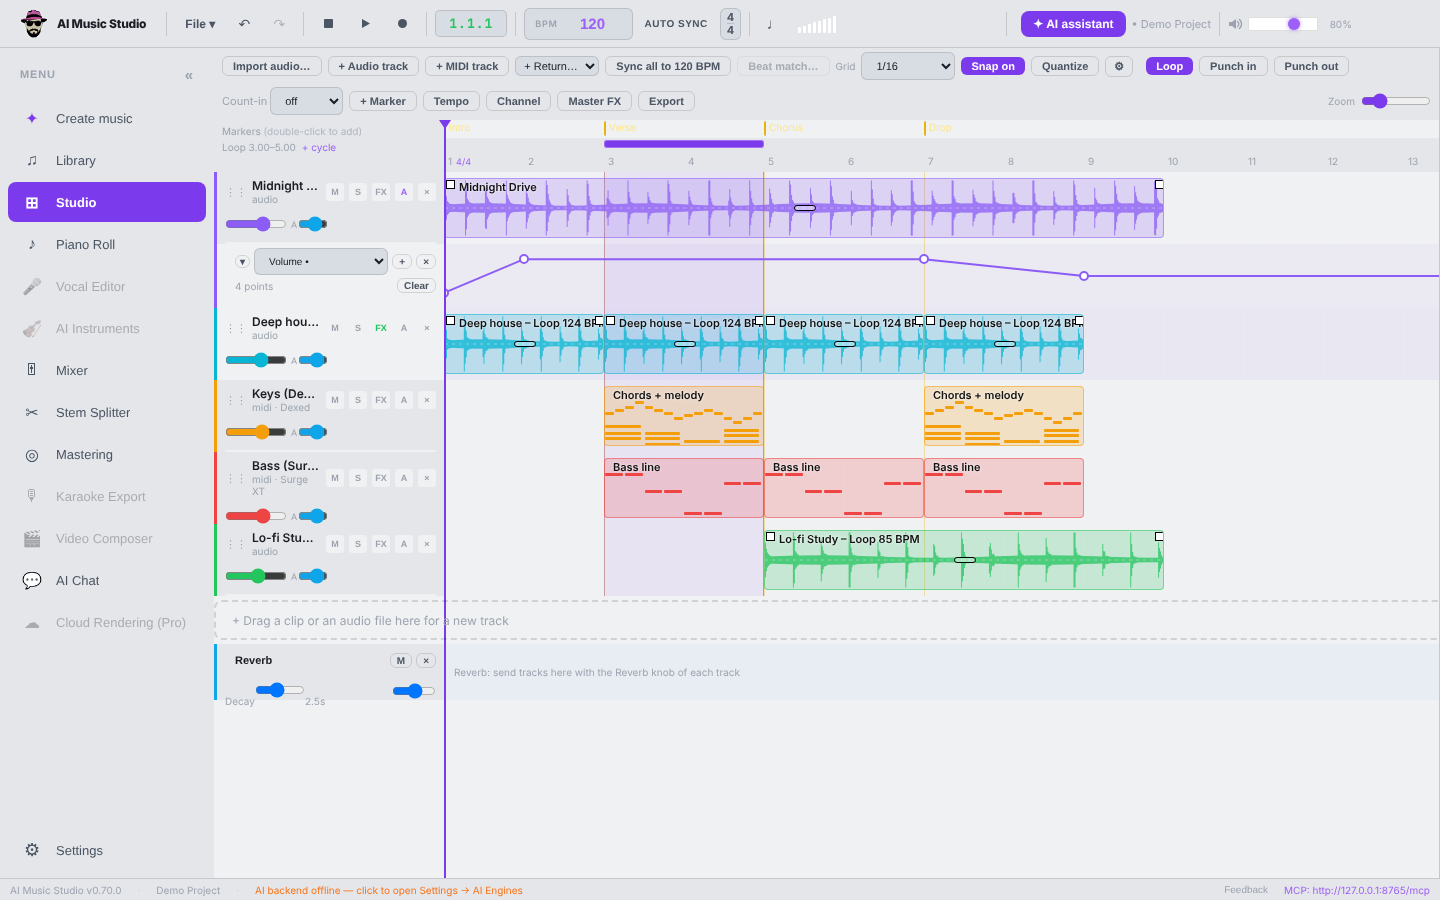 AI Music Studio
File ▾
1.1.1
BPM 120
AUTO SYNC
4
4
✦ AI assistant
• Demo Project
80%
MENU
«
Create music
Library
Studio
Piano Roll
Vocal Editor
AI Instruments
Mixer
Stem Splitter
Mastering
Karaoke Export
Video Composer
AI Chat
Cloud Rendering (Pro)
Settings
Import audio…
+ Audio track
+ MIDI track
+ Return…
Sync all to 120 BPM
Beat match…
Grid
1/16
Snap on
Quantize
Loop
Punch in
Punch out
Count-in
off
+ Marker
Tempo
Channel
Master FX
Export
Zoom
Markers (double-click to add)
Loop 3.00–5.00 + cycle
Intro
Verse
Chorus
Drop
1 4/4 2 3 4 5 6 7 8 9 10 11 12 13
Midnight … M S FX A ×
audio
A
Midnight Drive
Volume • + ×
4 points
Clear
Deep hou… M S FX A ×
audio
A
Deep house – Loop 124 BPM
Deep house – Loop 124 BPM
Deep house – Loop 124 BPM
Deep house – Loop 124 BPM
Keys (De… M S FX A ×
midi · Dexed
A
Chords + melody
Chords + melody
Bass (Sur… M S FX A ×
midi · Surge
XT
A
Bass line
Bass line
Bass line
Lo-fi Stu… M S FX A ×
audio
A
Lo-fi Study – Loop 85 BPM
+ Drag a clip or an audio file here for a new track
Reverb M ×
Decay 2.5s
Reverb: send tracks here with the Reverb knob of each track
AI Music Studio v0.70.0
Demo Project
AI backend offline — click to open Settings → AI Engines
Feedback
MCP: http://127.0.0.1:8765/mcp